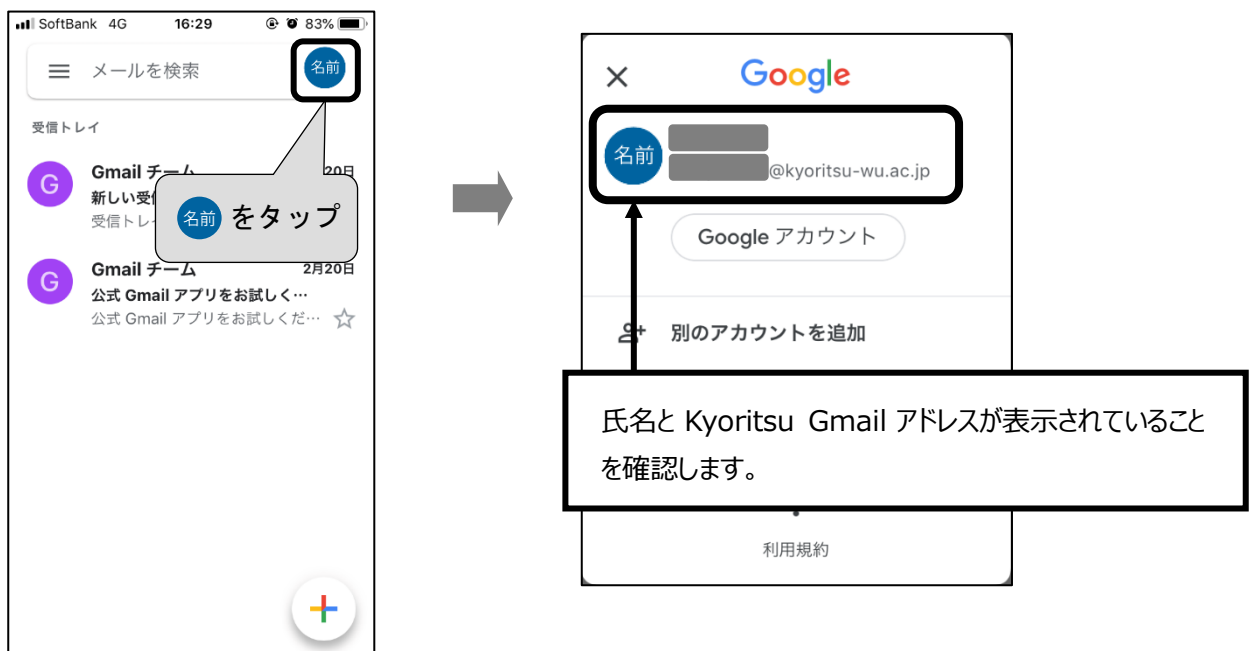 SoftBank 4G 16:29 83%
メールを検索 名前
受信トレイ
G Gmail チーム 20日
新しい受
受信トレ
名前 をタップ
G Gmail チーム 2月20日
公式 Gmail アプリをお試しく…
公式 Gmail アプリをお試しくだ…
Google
名前
@kyoritsu-wu.ac.jp
Google アカウント
別のアカウントを追加
氏名と Kyoritsu Gmail アドレスが表示されていること
を確認します。
利用規約